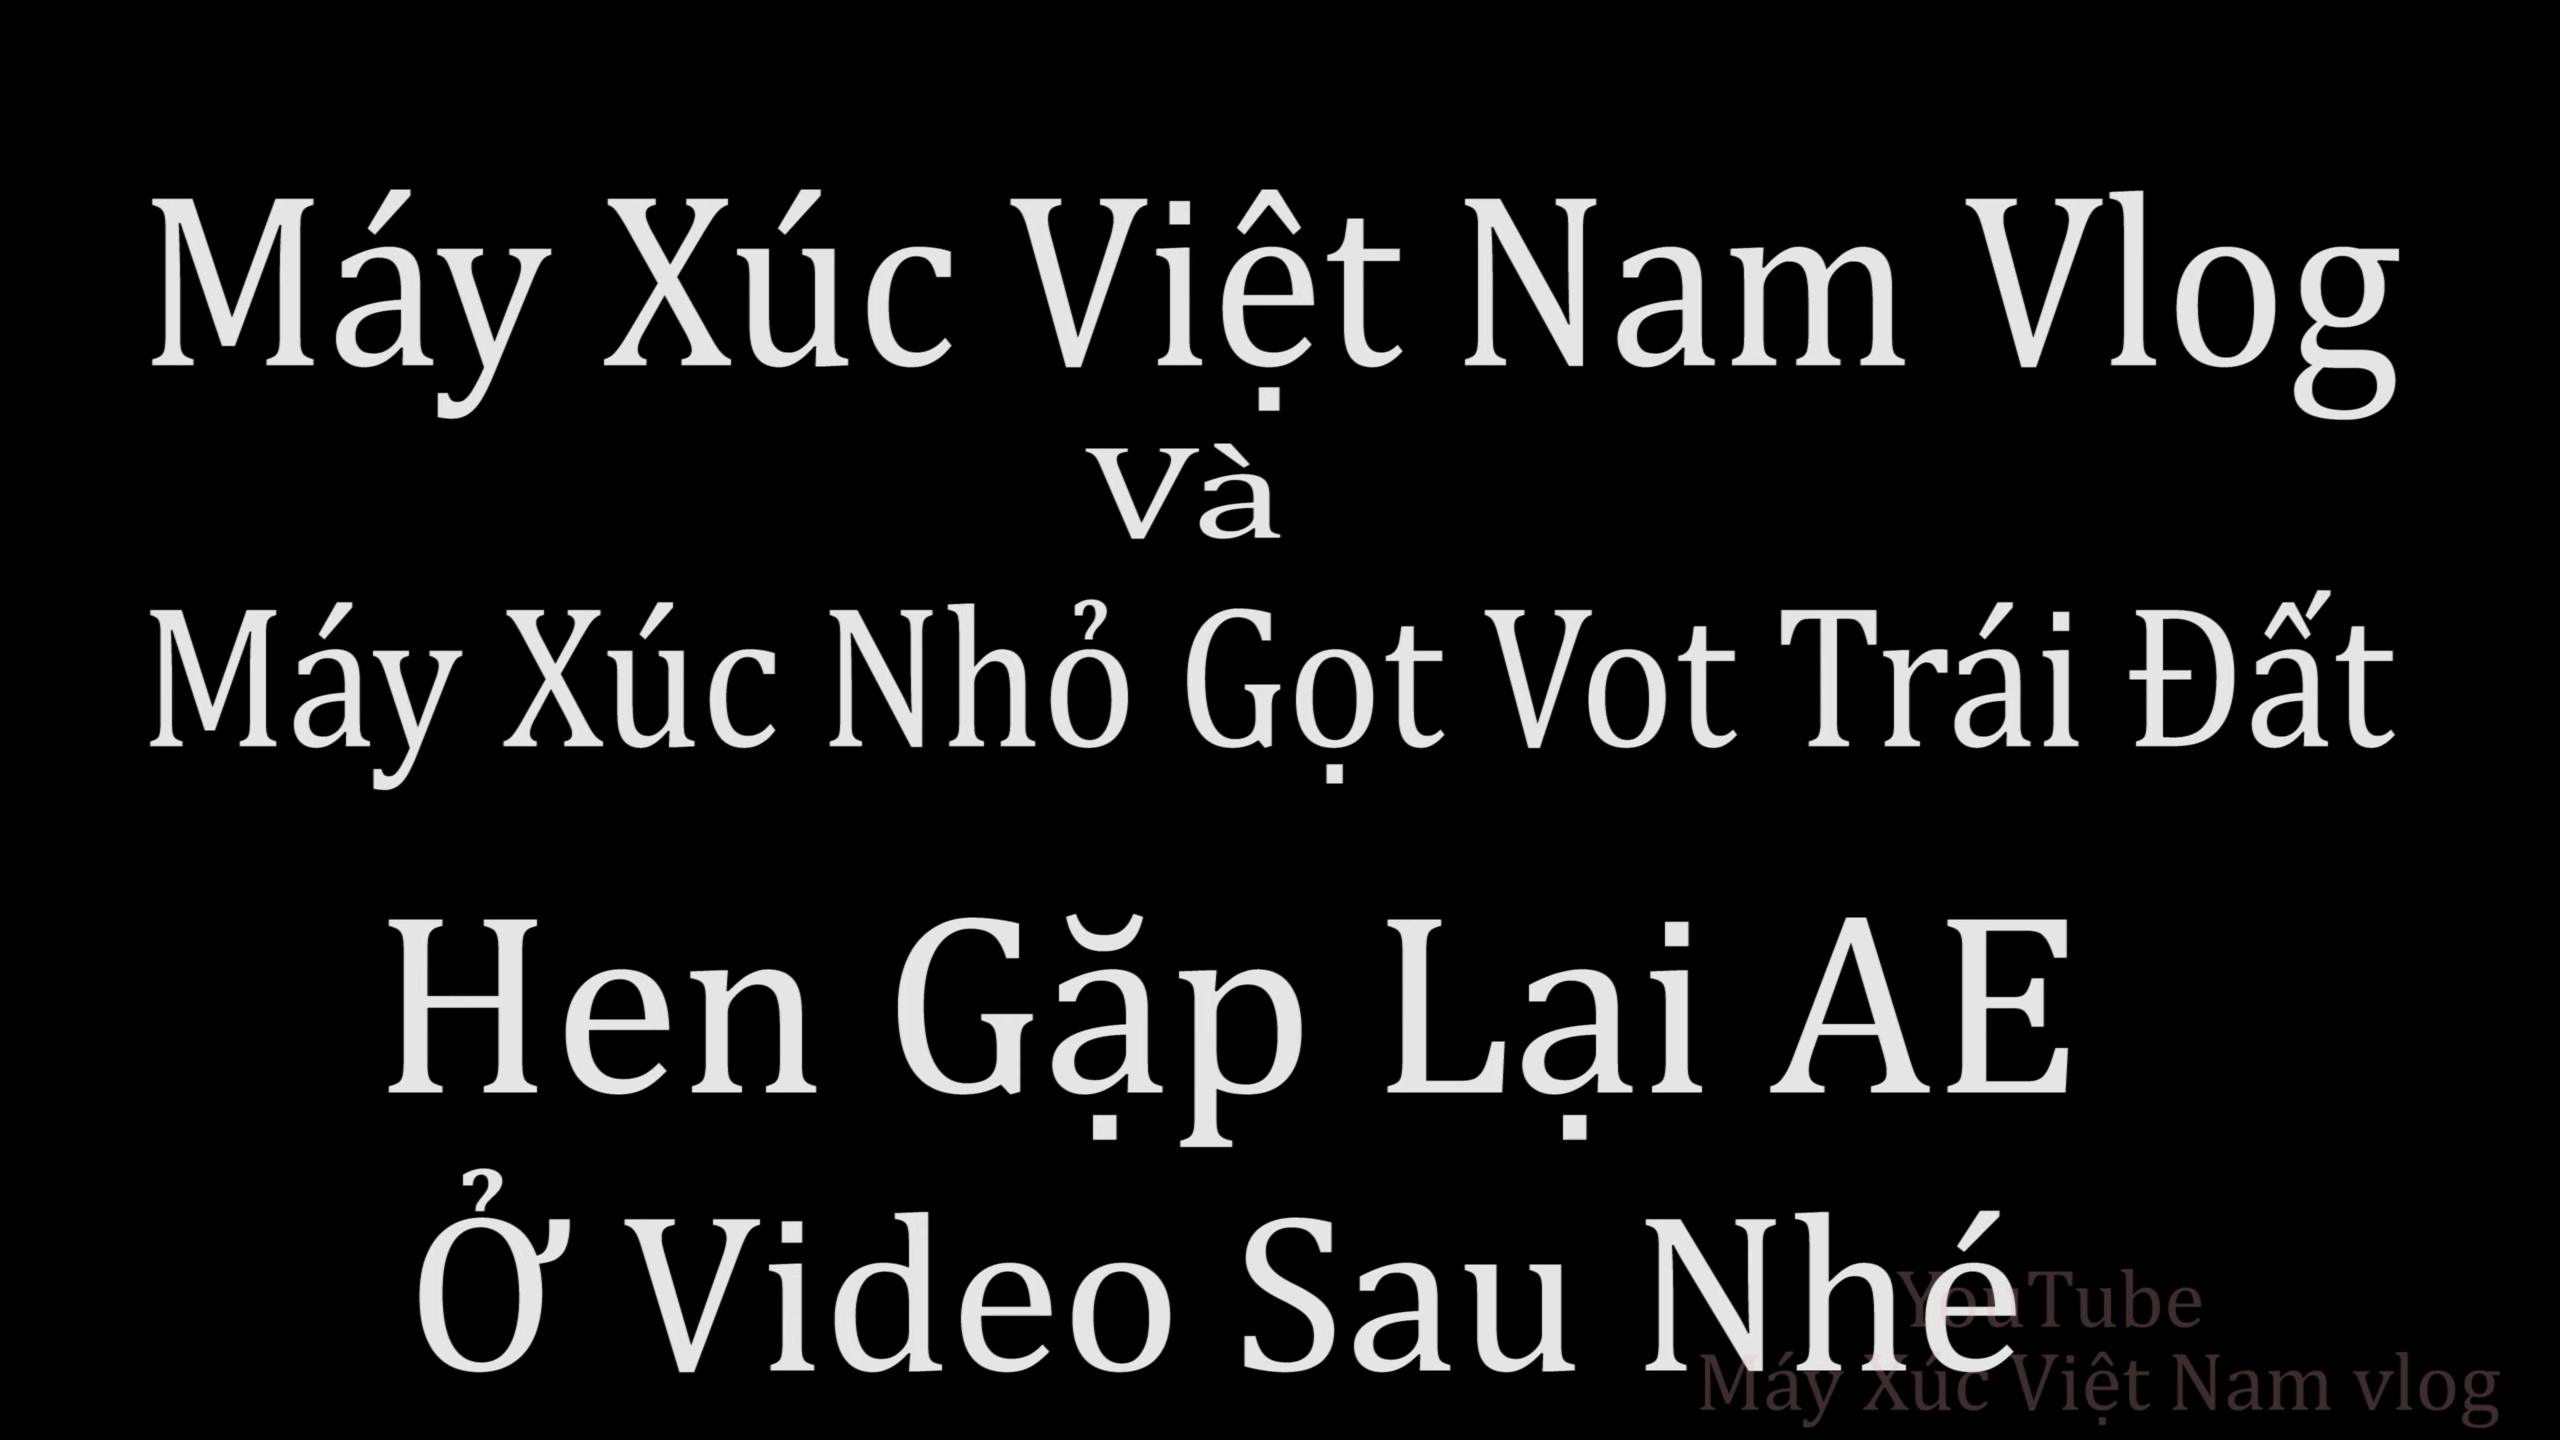 Máy Xúc Việt Nam Vlog
Và
Máy Xúc Nhỏ Gọt Vot Trái Đất
Hen Gặp Lại AE
Ở Video Sau Nhé
YouTube
Máy Xúc Việt Nam vlog